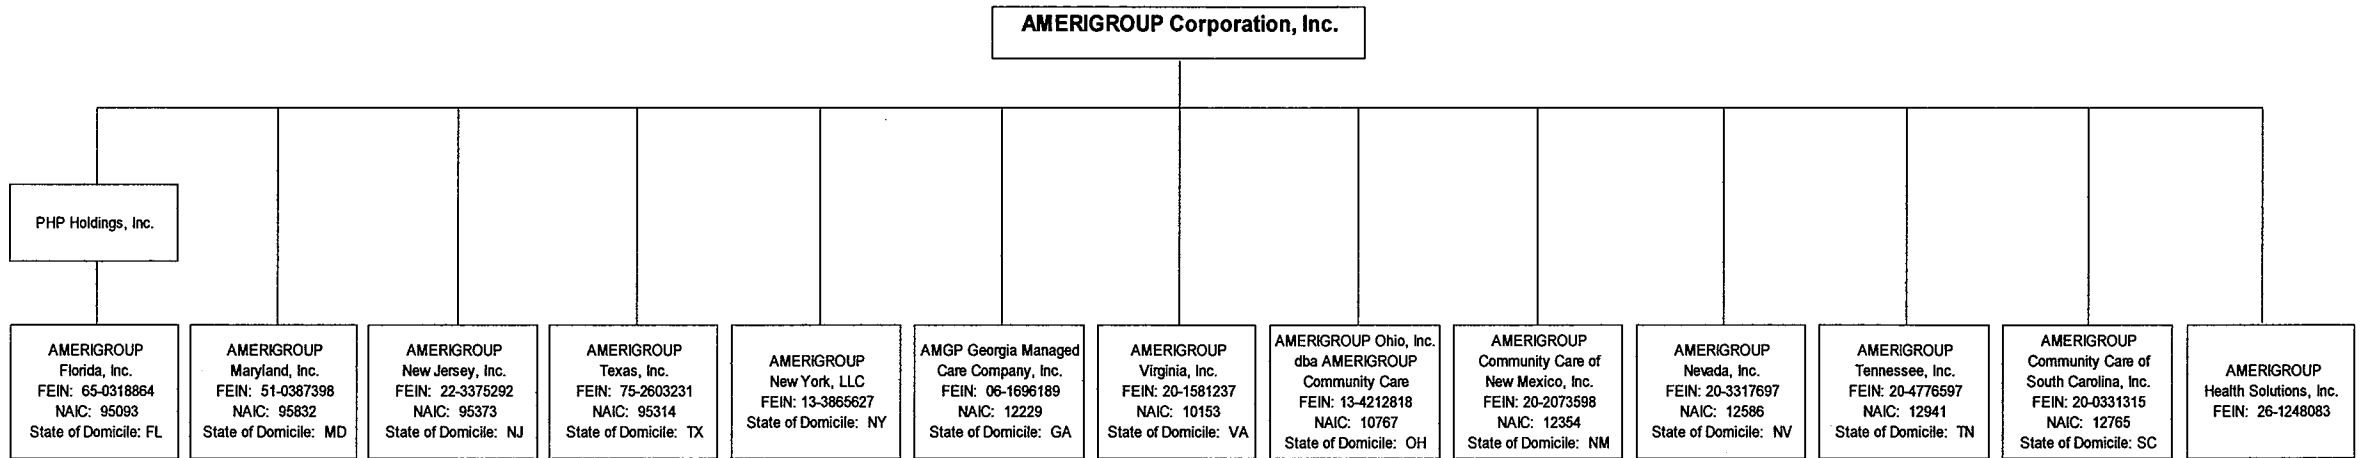 AMERIGROUP Corporation, Inc.
PHP Holdings, Inc.
AMERIGROUP
Florida, Inc.
FEIN: 65-0318864
NAIC: 95093
State of Domicile: FL
AMERIGROUP
Maryland, Inc.
FEIN: 51-0387398
NAIC: 95832
State of Domicile: MD
AMERIGROUP
New Jersey, Inc.
FEIN: 22-3375292
NAIC: 95373
State of Domicile: NJ
AMERIGROUP
Texas, Inc.
FEIN: 75-2603231
NAIC: 95314
State of Domicile: TX
AMERIGROUP
New York, LLC
FEIN: 13-3865627
State of Domicile: NY
AMGP Georgia Managed
Care Company, Inc.
FEIN: 06-1696189
NAIC: 12229
State of Domicile: GA
AMERIGROUP
Virginia, Inc.
FEIN: 20-1581237
NAIC: 10153
State of Domicile: VA
AMERIGROUP Ohio, Inc.
dba AMERIGROUP
Community Care
FEIN: 13-4212818
NAIC: 10767
State of Domicile: OH
AMERIGROUP
Community Care of
New Mexico, Inc.
FEIN: 20-2073598
NAIC: 12354
State of Domicile: NM
AMERIGROUP
Nevada, Inc.
FEIN: 20-3317697
NAIC: 12586
State of Domicile: NV
AMERIGROUP
Tennessee, Inc.
FEIN: 20-4776597
NAIC: 12941
State of Domicile: TN
AMERIGROUP
Community Care of
South Carolina, Inc.
FEIN: 20-0331315
NAIC: 12765
State of Domicile: SC
AMERIGROUP
Health Solutions, Inc.
FEIN: 26-1248083